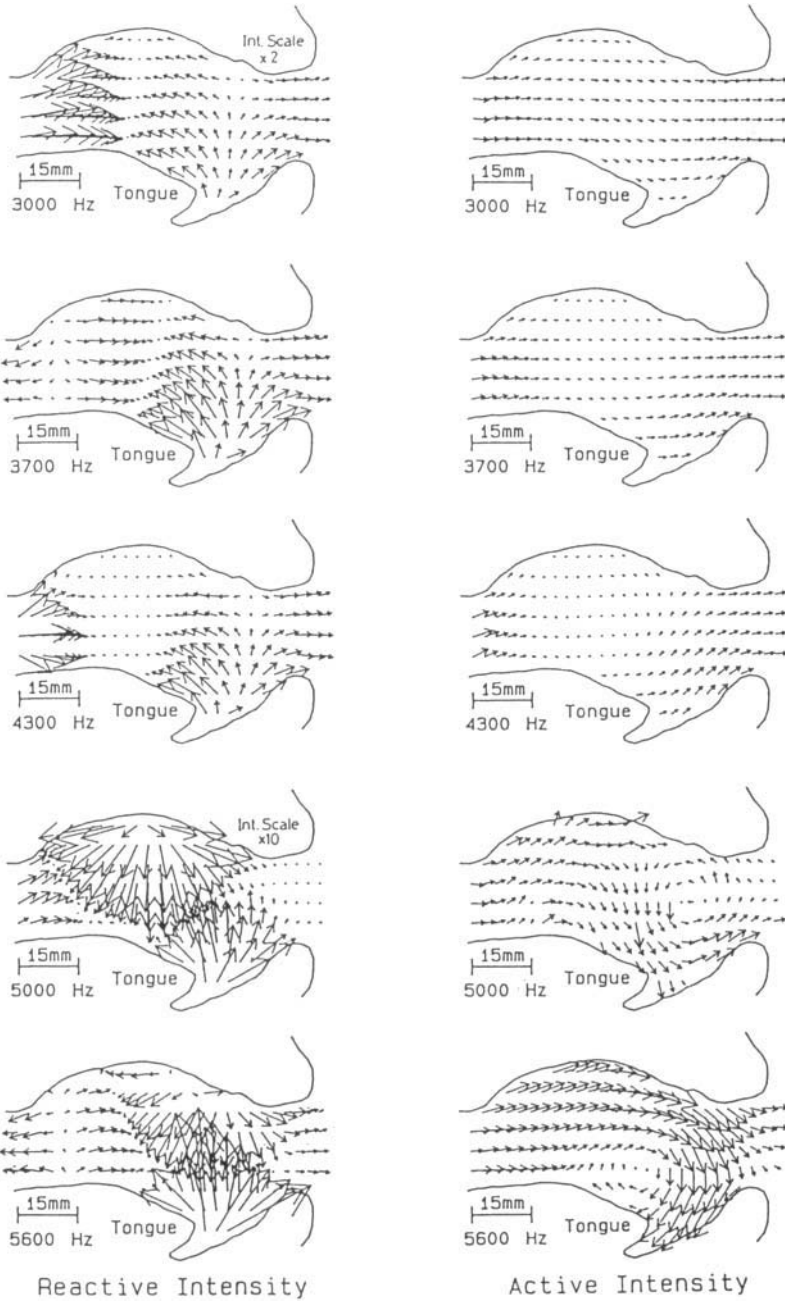 Int. Scale
x 2
15mm
Tongue
3000 Hz
15mm
Tongue
3000 Hz
15mm
Tongue
3700 Hz
15mm
Tongue
3700 Hz
15mm
Tongue
4300 Hz
15mm
Tongue
4300 Hz
Int. Scale
x10
15mm
Tongue
5000 Hz
15mm
Tongue
5000 Hz
15mm
Tongue
5600 Hz
15mm
Tongue
5600 Hz
Reactive Intensity
Active Intensity